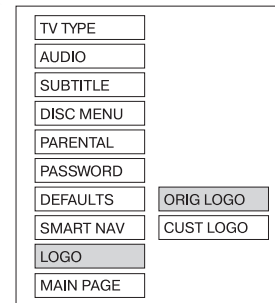 TV TYPE
AUDIO
SUBTITLE
DISC MENU
PARENTAL
PASSWORD
DEFAULTS
ORIG LOGO
SMART NAV
CUST LOGO
LOGO
MAIN PAGE